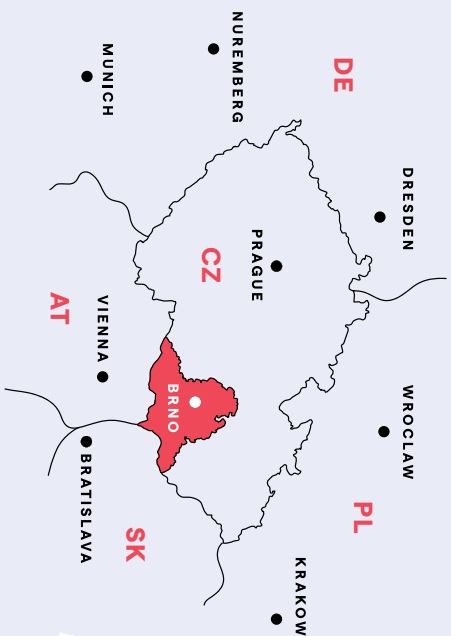 DE
DRESDEN
WROCLAW
PL
KRAKOW
NUREMBERG
PRAGUE
CZ
MUNICH
BRNO
SK
VIENNA
AT
BRATISLAVA